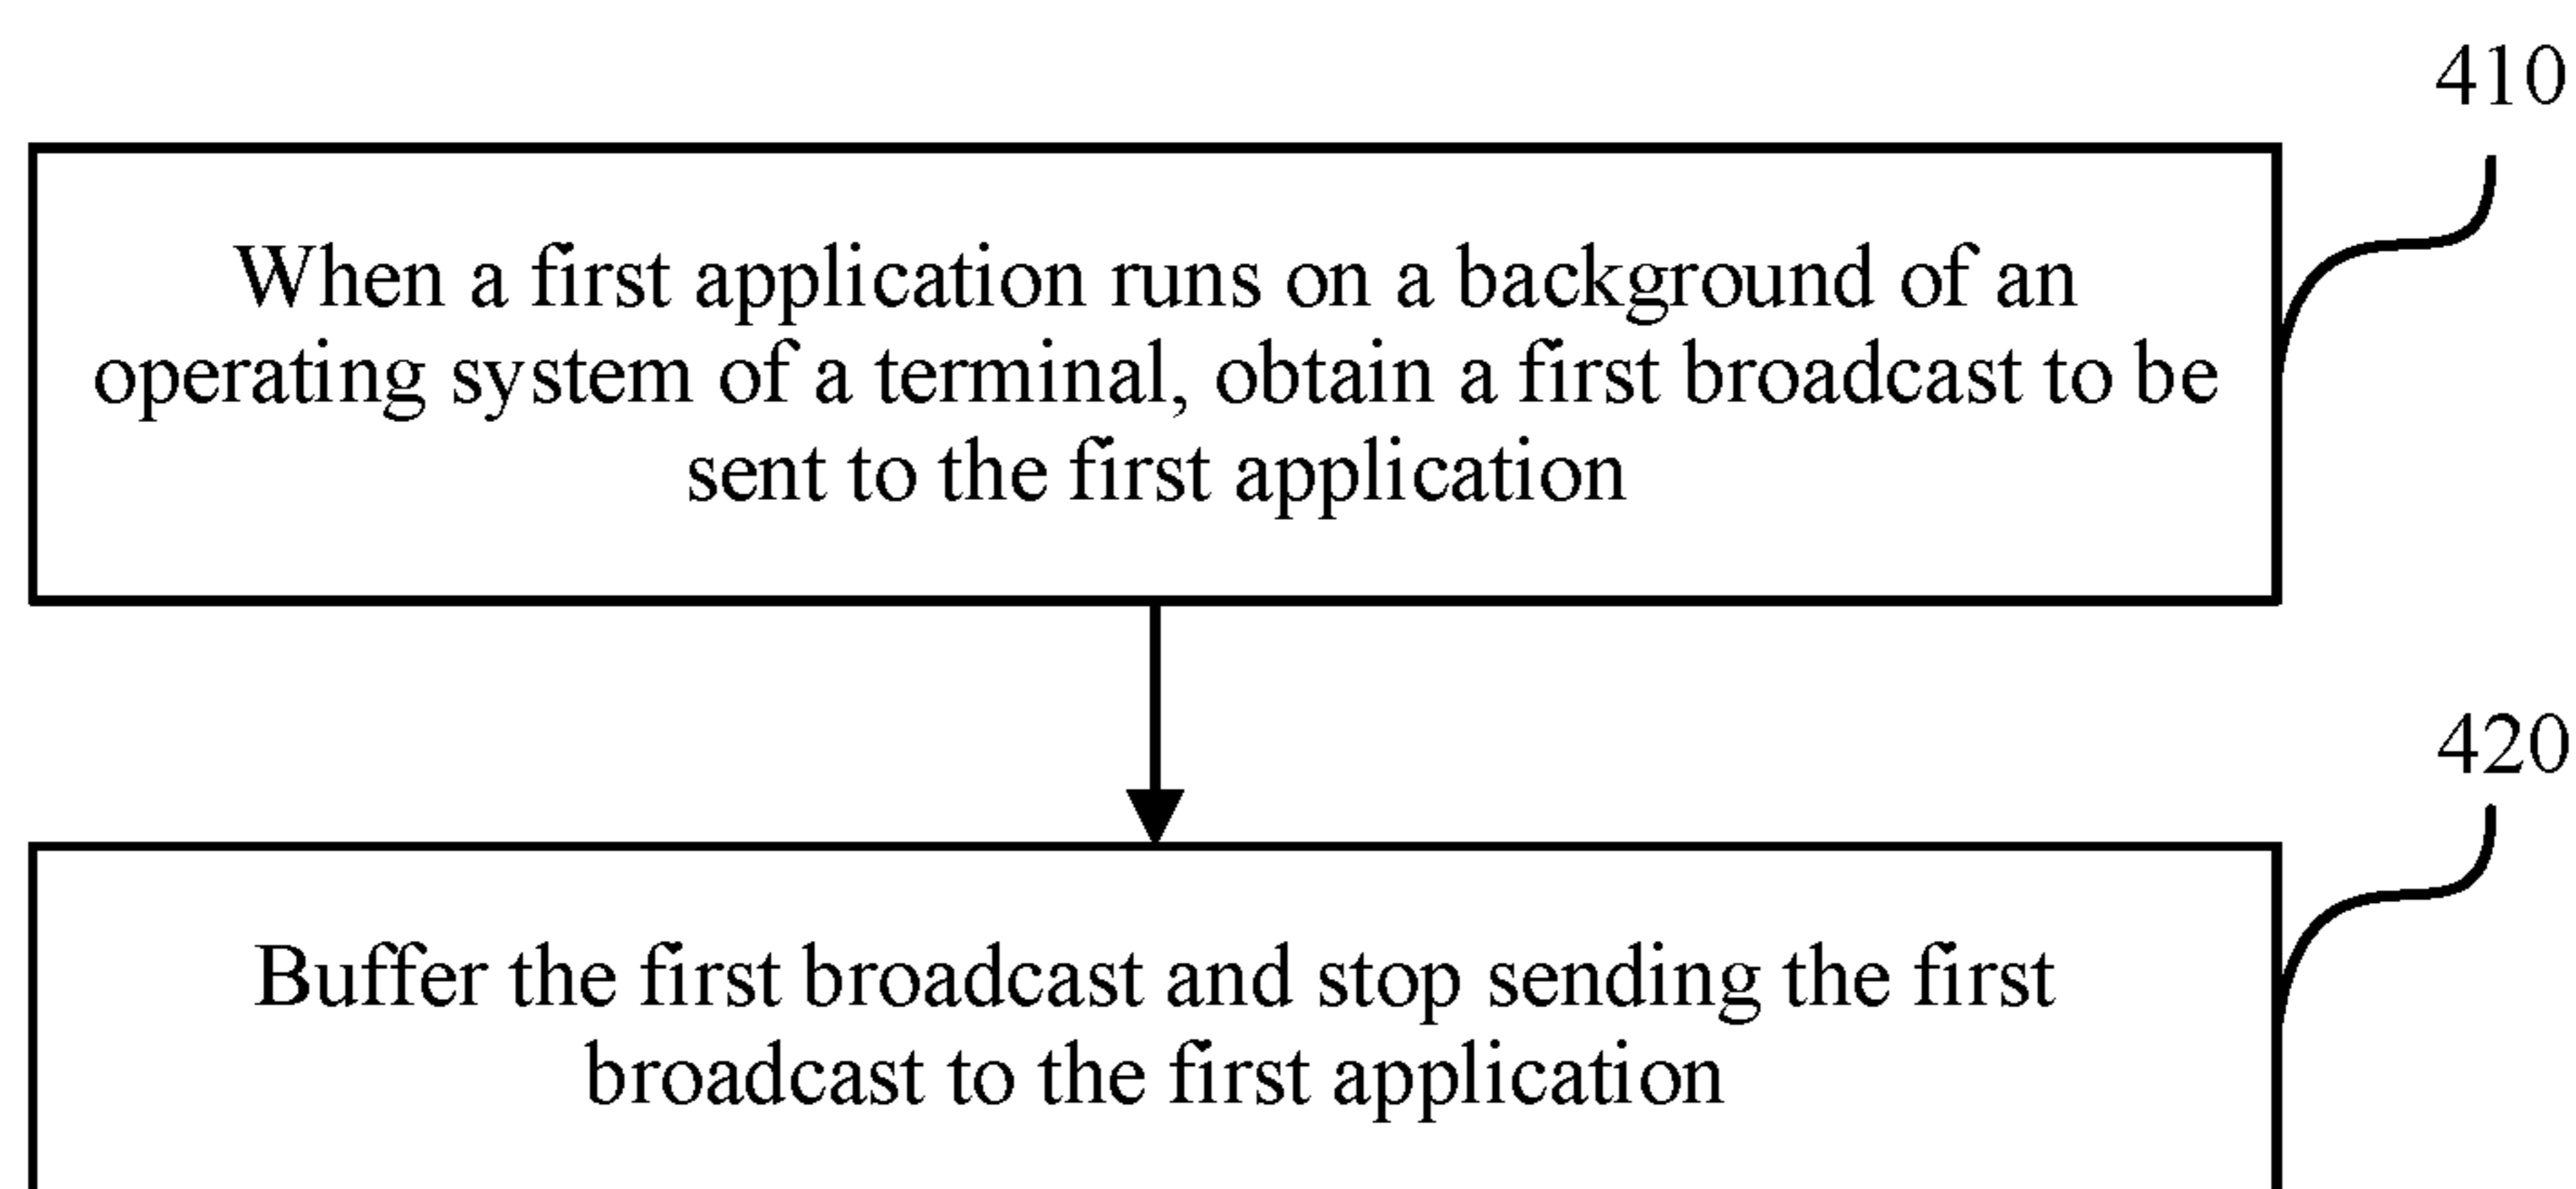 410
When a first application runs on a background of an
operating system of a terminal, obtain a first broadcast to be
sent to the first application
420
Buffer the first broadcast and stop sending the first
broadcast to the first application